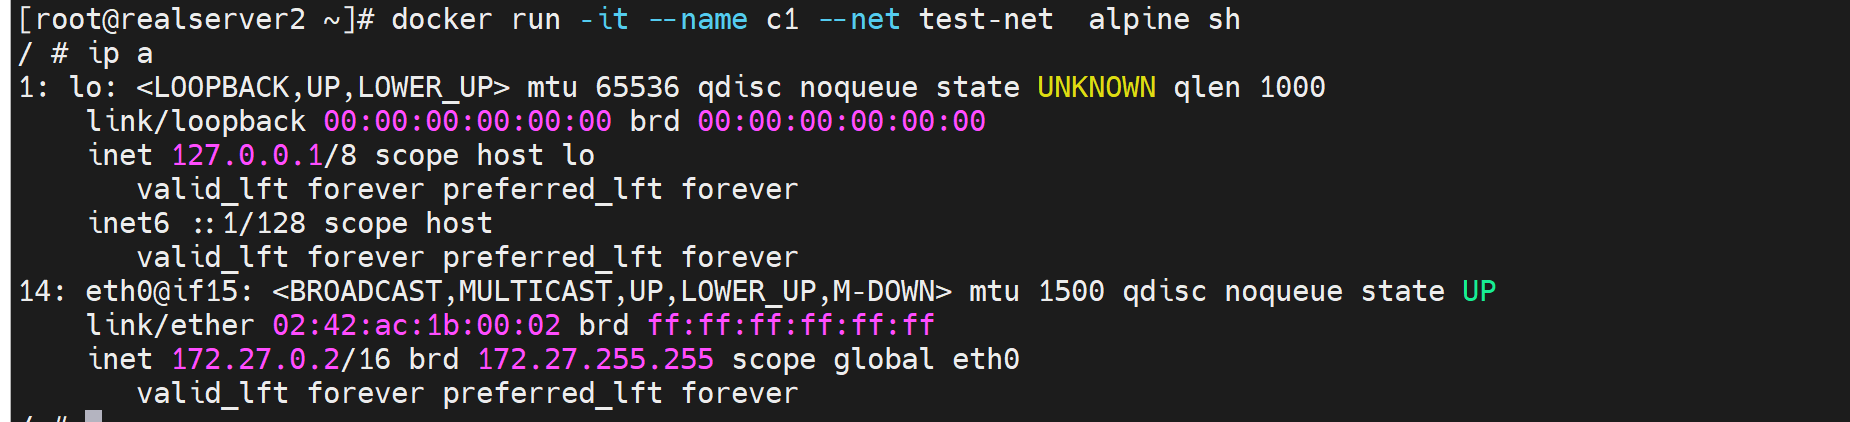 [root@realserver2 ~]# docker run -it --name c1 --net test-net  alpine sh
/ # ip a
1: lo: <LOOPBACK,UP,LOWER_UP> mtu 65536 qdisc noqueue state UNKNOWN qlen 1000
    link/loopback 00:00:00:00:00:00 brd 00:00:00:00:00:00
    inet 127.0.0.1/8 scope host lo
       valid_lft forever preferred_lft forever
    inet6 ::1/128 scope host
       valid_lft forever preferred_lft forever
14: eth0@if15: <BROADCAST,MULTICAST,UP,LOWER_UP,M-DOWN> mtu 1500 qdisc noqueue state UP
    link/ether 02:42:ac:1b:00:02 brd ff:ff:ff:ff:ff:ff
    inet 172.27.0.2/16 brd 172.27.255.255 scope global eth0
       valid_lft forever preferred_lft forever
/ #